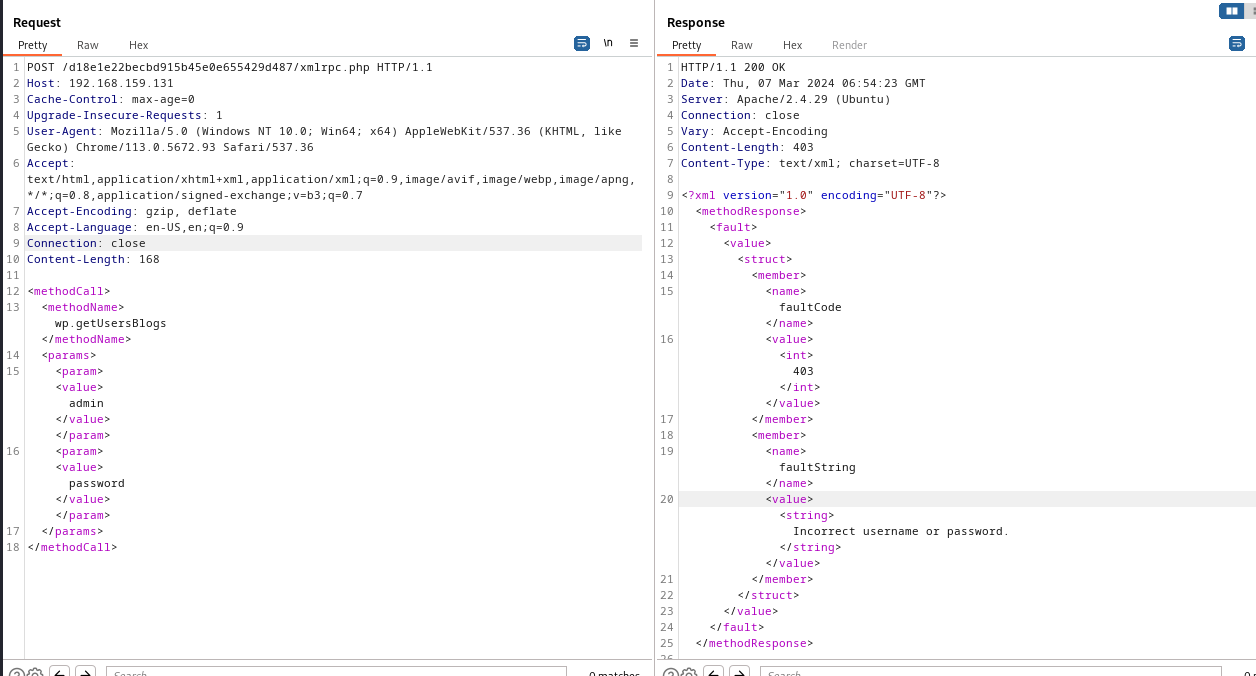 Request
Pretty Raw Hex
\n
1 POST /d18e1e22becbd915b45e0e655429d487/xmlrpc.php HTTP/1.1
2 Host: 192.168.159.131
3 Cache-Control: max-age=0
4 Upgrade-Insecure-Requests: 1
5 User-Agent: Mozilla/5.0 (Windows NT 10.0; Win64; x64) AppleWebKit/537.36 (KHTML, like
Gecko) Chrome/113.0.5672.93 Safari/537.36
6 Accept:
text/html,application/xhtml+xml,application/xml;q=0.9,image/avif,image/webp,image/apng,
*/*;q=0.8,application/signed-exchange;v=b3;q=0.7
7 Accept-Encoding: gzip, deflate
8 Accept-Language: en-US,en;q=0.9
9 Connection: close
10 Content-Length: 168
11
12 <methodCall>
13 <methodName>
wp.getUsersBlogs
</methodName>
14 <params>
15 <param>
<value>
admin
</value>
</param>
16 <param>
<value>
password
</value>
</param>
17 </params>
18 </methodCall>
Search...
0 matches
Response
Pretty Raw Hex Render
1 HTTP/1.1 200 OK
2 Date: Thu, 07 Mar 2024 06:54:23 GMT
3 Server: Apache/2.4.29 (Ubuntu)
4 Connection: close
5 Vary: Accept-Encoding
6 Content-Length: 403
7 Content-Type: text/xml; charset=UTF-8
8
9 <?xml version="1.0" encoding="UTF-8"?>
10 <methodResponse>
11 <fault>
12 <value>
13 <struct>
14 <member>
15 <name>
faultCode
</name>
16 <value>
<int>
403
</int>
</value>
17 </member>
18 <member>
19 <name>
faultString
</name>
20 <value>
<string>
Incorrect username or password.
</string>
</value>
21 </member>
22 </struct>
23 </value>
24 </fault>
25 </methodResponse>
26
Search...
0